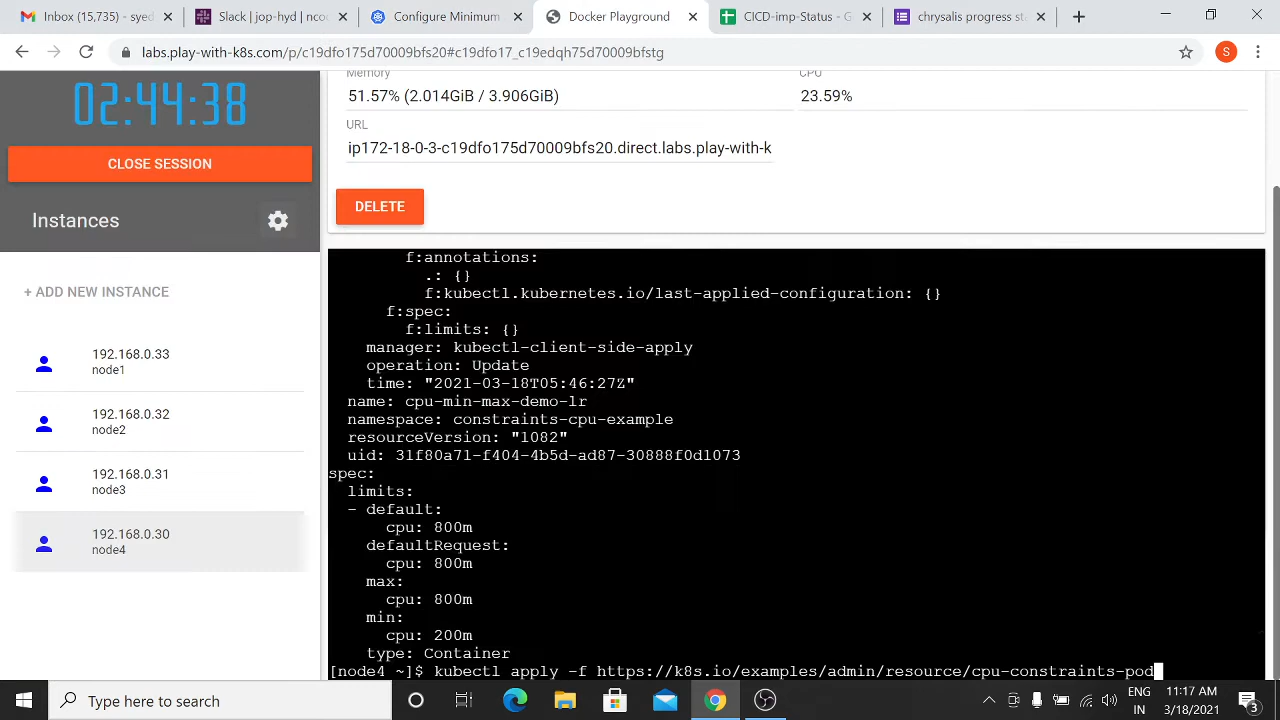 Inbox (15,735) - syed
Slack | jop-hyd | nco
Configure Minimum
Docker Playground
CICD-imp-Status - G
chrysalis progress st
labs.play-with-k8s.com/p/c19dfo175d70009bfs20#c19dfo17_c19edqh75d70009bfstg
S
02:44:38
CLOSE SESSION
Instances
+ ADD NEW INSTANCE
192.168.0.33
node1
192.168.0.32
node2
192.168.0.31
node3
192.168.0.30
node4
Memory
CPU
51.57% (2.014GiB / 3.906GiB)
23.59%
URL
ip172-18-0-3-c19dfo175d70009bfs20.direct.labs.play-with-k
DELETE
f:annotations:
.: {}
f:kubectl.kubernetes.io/last-applied-configuration: {}
f:spec:
f:limits: {}
manager: kubectl-client-side-apply
operation: Update
time: "2021-03-18T05:46:27Z"
name: cpu-min-max-demo-lr
namespace: constraints-cpu-example
resourceVersion: "1082"
uid: 31f80a71-f404-4b5d-ad87-30888f0d1073
spec:
limits:
- default:
cpu: 800m
defaultRequest:
cpu: 800m
max:
cpu: 800m
min:
cpu: 200m
type: Container
[node4 ~]$ kubectl apply -f https://k8s.io/examples/admin/resource/cpu-constraints-pod
Type here to search
ENG
IN
11:17 AM
3/18/2021
3